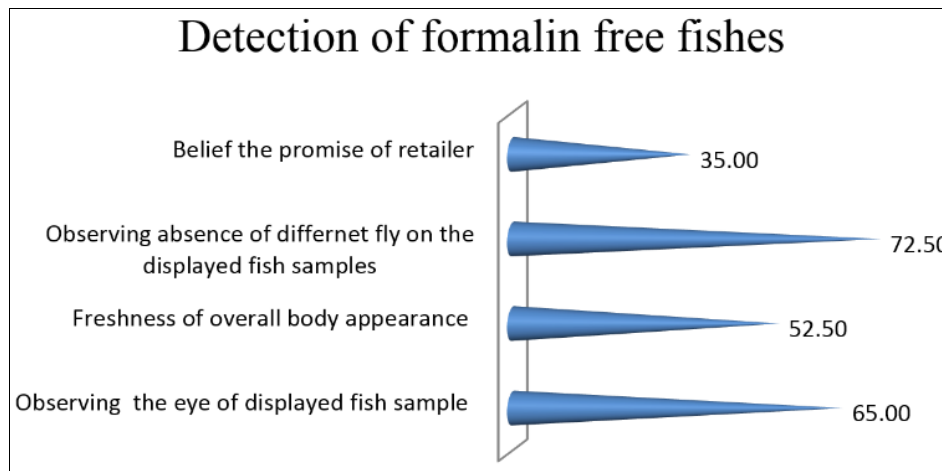 Detection of formalin free fishes
Belief the promise of retailer
35.00
Observing absence of differnet fly on the
displayed fish samples
72.50
Freshness of overall body appearance
52.50
Observing the eye of displayed fish sample
65.00